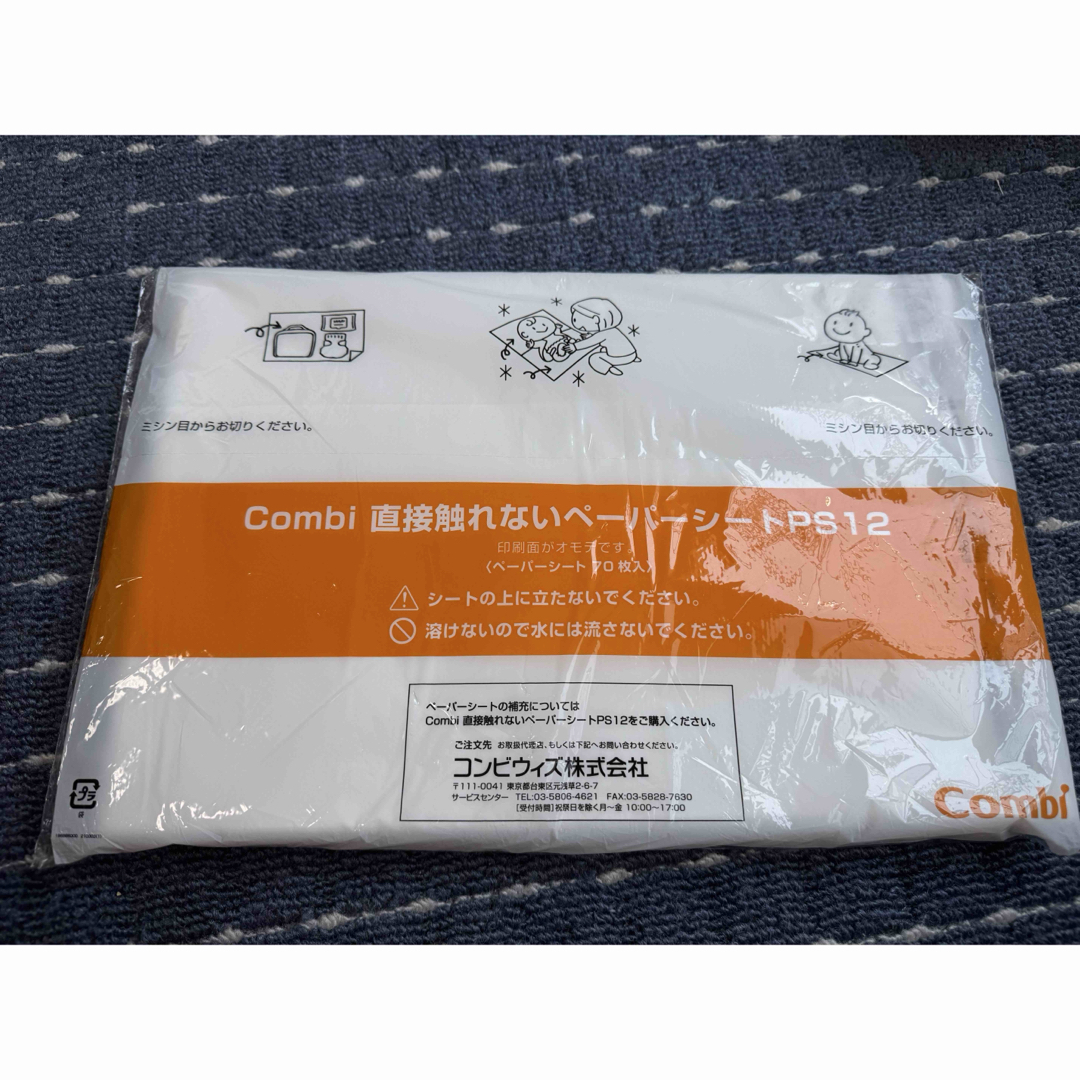 ミシン目からお切りください。
ミシン目からお切りください。
Combi 直接触れないペーパーシートPS12
印刷面がオモテです。
〈ペーパーシート 70枚入〉
シートの上に立たないでください。
溶けないので水には流さないでください。
ペーパーシートの補充については
Combi 直接触れないペーパーシートPS12をご購入ください。
ご注文先 お取扱代理店、もしくは下記へお問い合わせください。
コンビウィズ株式会社
〒111-0041 東京都台東区元浅草2-6-7
サービスセンター TEL:03-5806-4621 FAX:03-5828-7630
[受付時間]祝祭日を除く月〜金 10:00〜17:00
プラ
袋
Combi